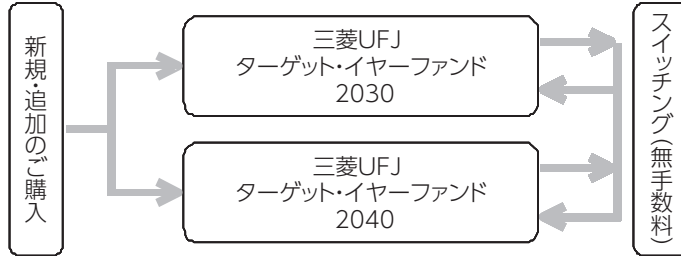 新規・追加のご購入
三菱UFJ
ターゲット・イヤーファンド
2030
三菱UFJ
ターゲット・イヤーファンド
2040
スイッチング(無手数料)